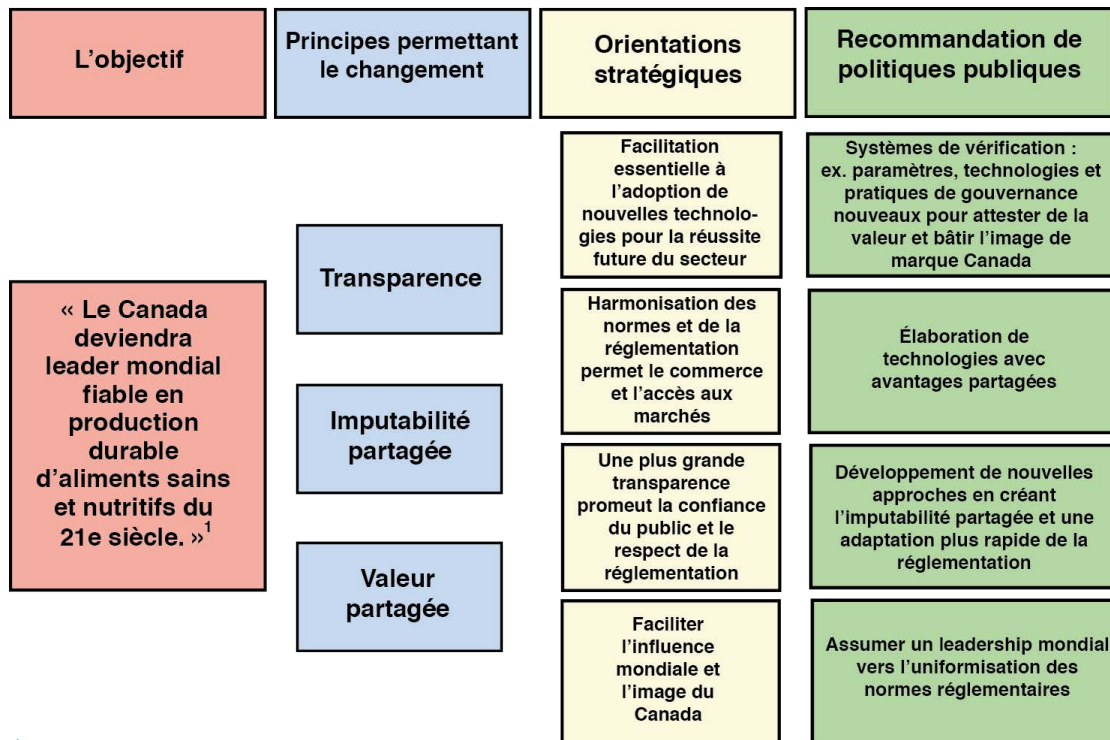 L'objectif
Principes permettant
le changement
Orientations
stratégiques
Recommandation de
politiques publiques
« Le Canada
deviendra
leader mondial
fiable en
production
durable
d'aliments sains
et nutritifs du
21e siècle. »1
Transparence
Imputabilité
partagée
Valeur
partagée
Facilitation
essentielle à
l'adoption de
nouvelles technolo-
gies pour la réussite
future du secteur
Harmonisation des
normes et de la
réglementation
permet le commerce
et l'accès aux
marchés
Une plus grande
transparence
promeut la confiance
du public et le
respect de la
réglementation
Faciliter
l'influence
mondiale et
l'image du
Canada
Systèmes de vérification :
ex. paramètres, technologies et
pratiques de gouvernance
nouveaux pour attester de la
valeur et bâtir l'image de
marque Canada
Élaboration de
technologies avec
avantages partagées
Développement de nouvelles
approches en créant
l'imputabilité partagée et une
adaptation plus rapide de la
réglementation
Assumer un leadership mondial
vers l'uniformisation des
normes réglementaires